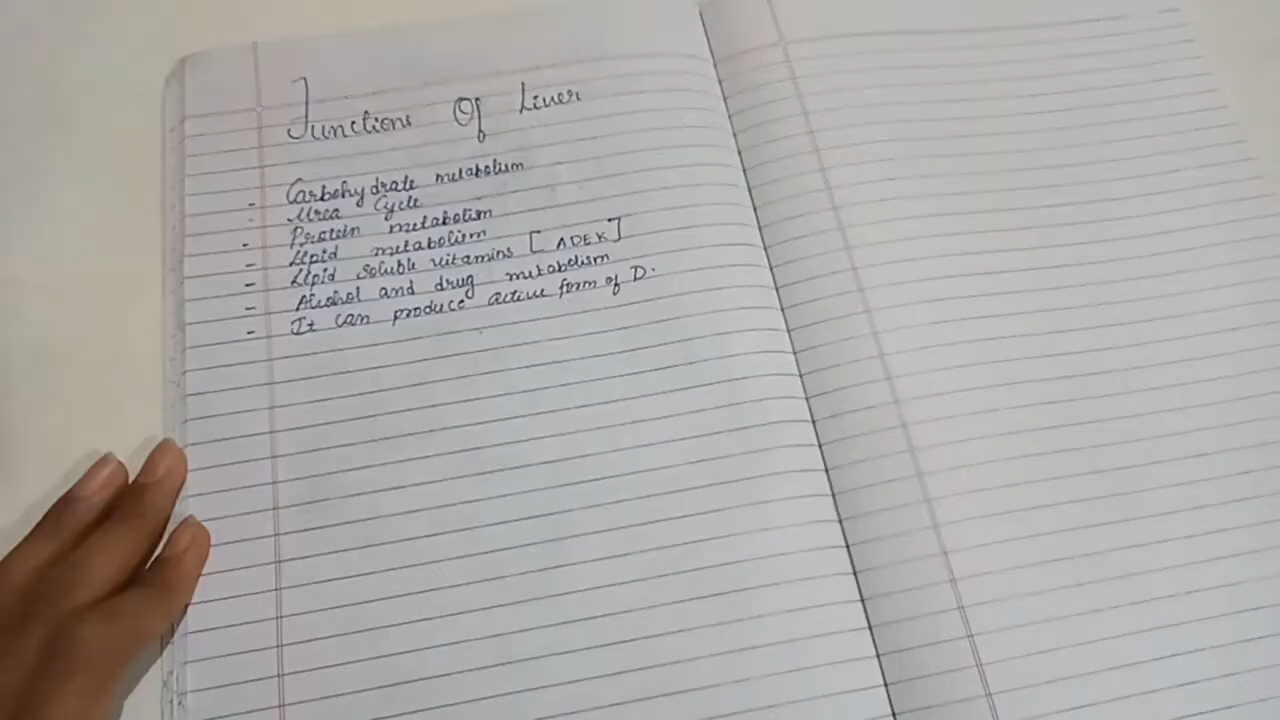 Functions Of Liver
- Carbohydrate metabolism
- Urea Cycle
- Protein metabolism
- Lipid metabolism
- Lipid soluble vitamins [ADEK]
- Alcohol and drug metabolism
- It can produce active form of D.